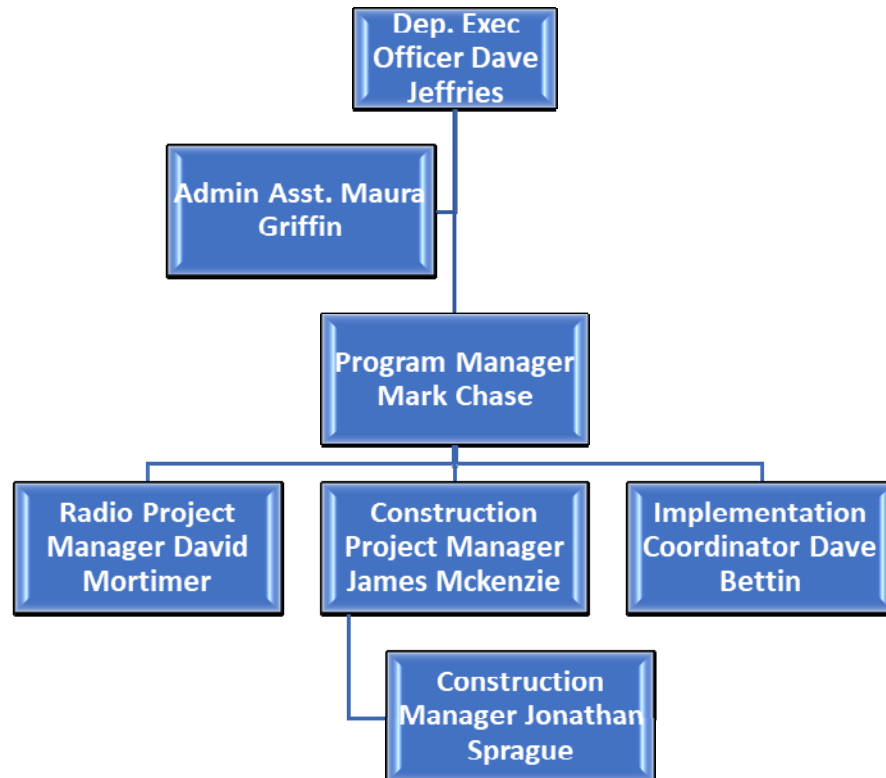 Dep. Exec
Officer Dave
Jeffries
Admin Asst. Maura
Griffin
Program Manager
Mark Chase
Radio Project
Manager David
Mortimer
Construction
Project Manager
James Mckenzie
Implementation
Coordinator Dave
Bettin
Construction
Manager Jonathan
Sprague